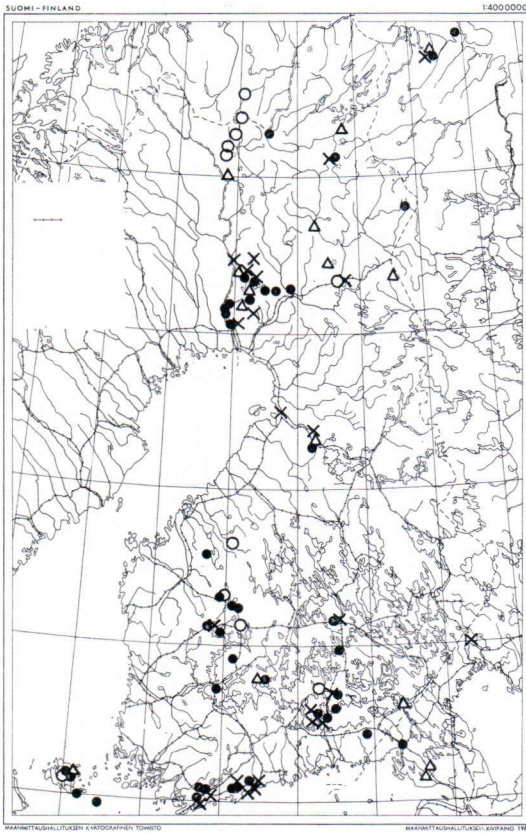 SUOMI-FINLAND
1:4000000
MAANMITTAUSHALLITUKSEN KARTOGRAFINEN TOIMISTO
MAANMITTAUSHALLITUKSEN KIVIPAINO